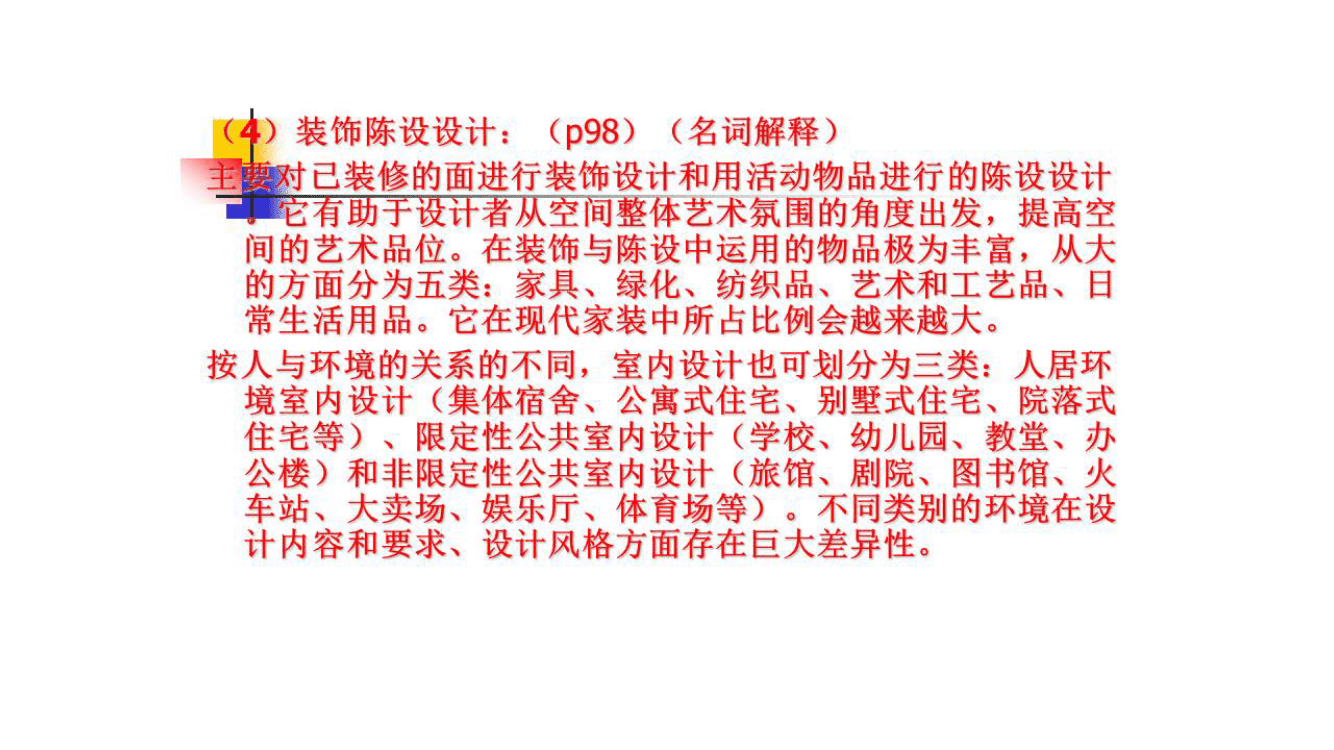 （4）装饰陈设设计：（p98）（名词解释）
主要对已装修的面进行装饰设计和用活动物品进行的陈设设计
。它有助于设计者从空间整体艺术氛围的角度出发，提高空
间的艺术品位。在装饰与陈设中运用的物品极为丰富，从大
的方面分为五类：家具、绿化、纺织品、艺术和工艺品、日
常生活用品。它在现代家装中所占比例会越来越大。
按人与环境的关系的不同，室内设计也可划分为三类：人居环
境室内设计（集体宿舍、公寓式住宅、别墅式住宅、院落式
住宅等）、限定性公共室内设计（学校、幼儿园、教堂、办
公楼）和非限定性公共室内设计（旅馆、剧院、图书馆、火
车站、大卖场、娱乐厅、体育场等）。不同类别的环境在设
计内容和要求、设计风格方面存在巨大差异性。